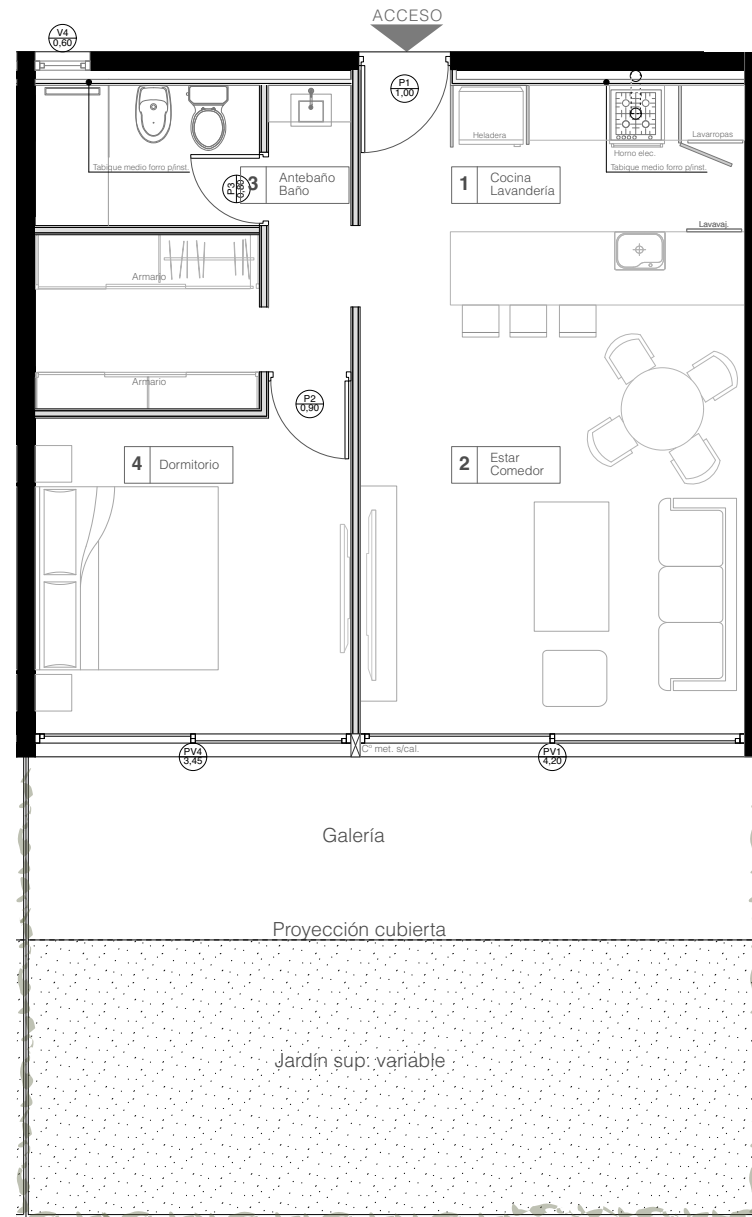 ACCESO
V4
0,60
P1
1,00
Heladera
Horno elec.
Lavarropas
Tabique medio forro p/inst.
Tabique medio forro p/inst.
P3
0,80
3
Antebaño
Baño
1
Cocina
Lavandería
Lavavaj.
Armario
Armario
P2
0,90
4
Dormitorio
2
Estar
Comedor
C° met. s/cal.
PV4
3,45
PV1
4,20
Galería
Proyección cubierta
Jardín sup: variable